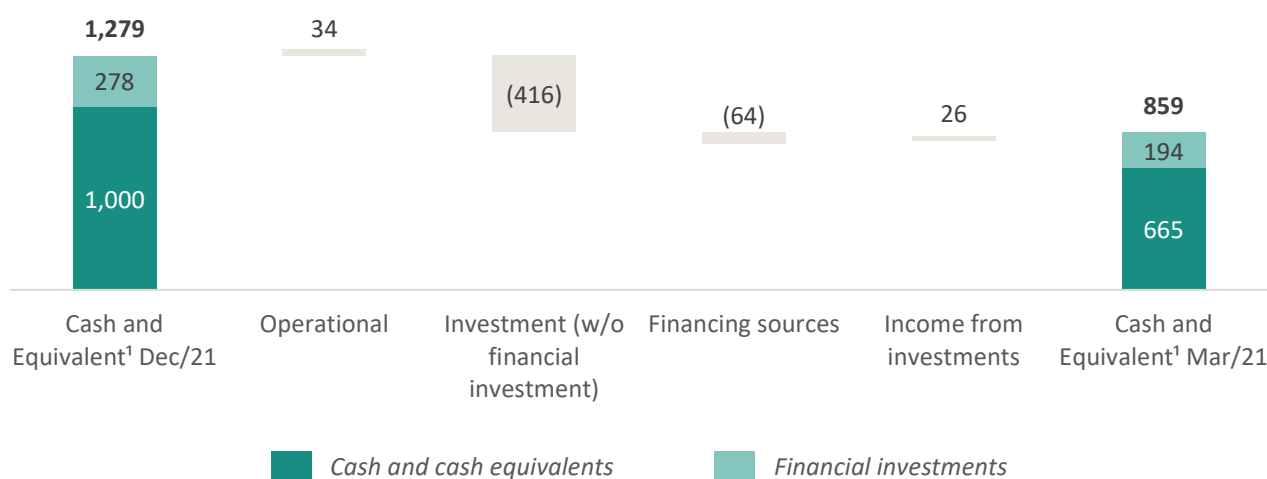 1,279
34
278
(416)
(64)
26
859
194
1,000
665
Cash and
Equivalent¹ Dec/21
Operational
Investment (w/o
financial
investment)
Financing sources
Income from
investments
Cash and
Equivalent¹ Mar/21
Cash and cash equivalents
Financial investments